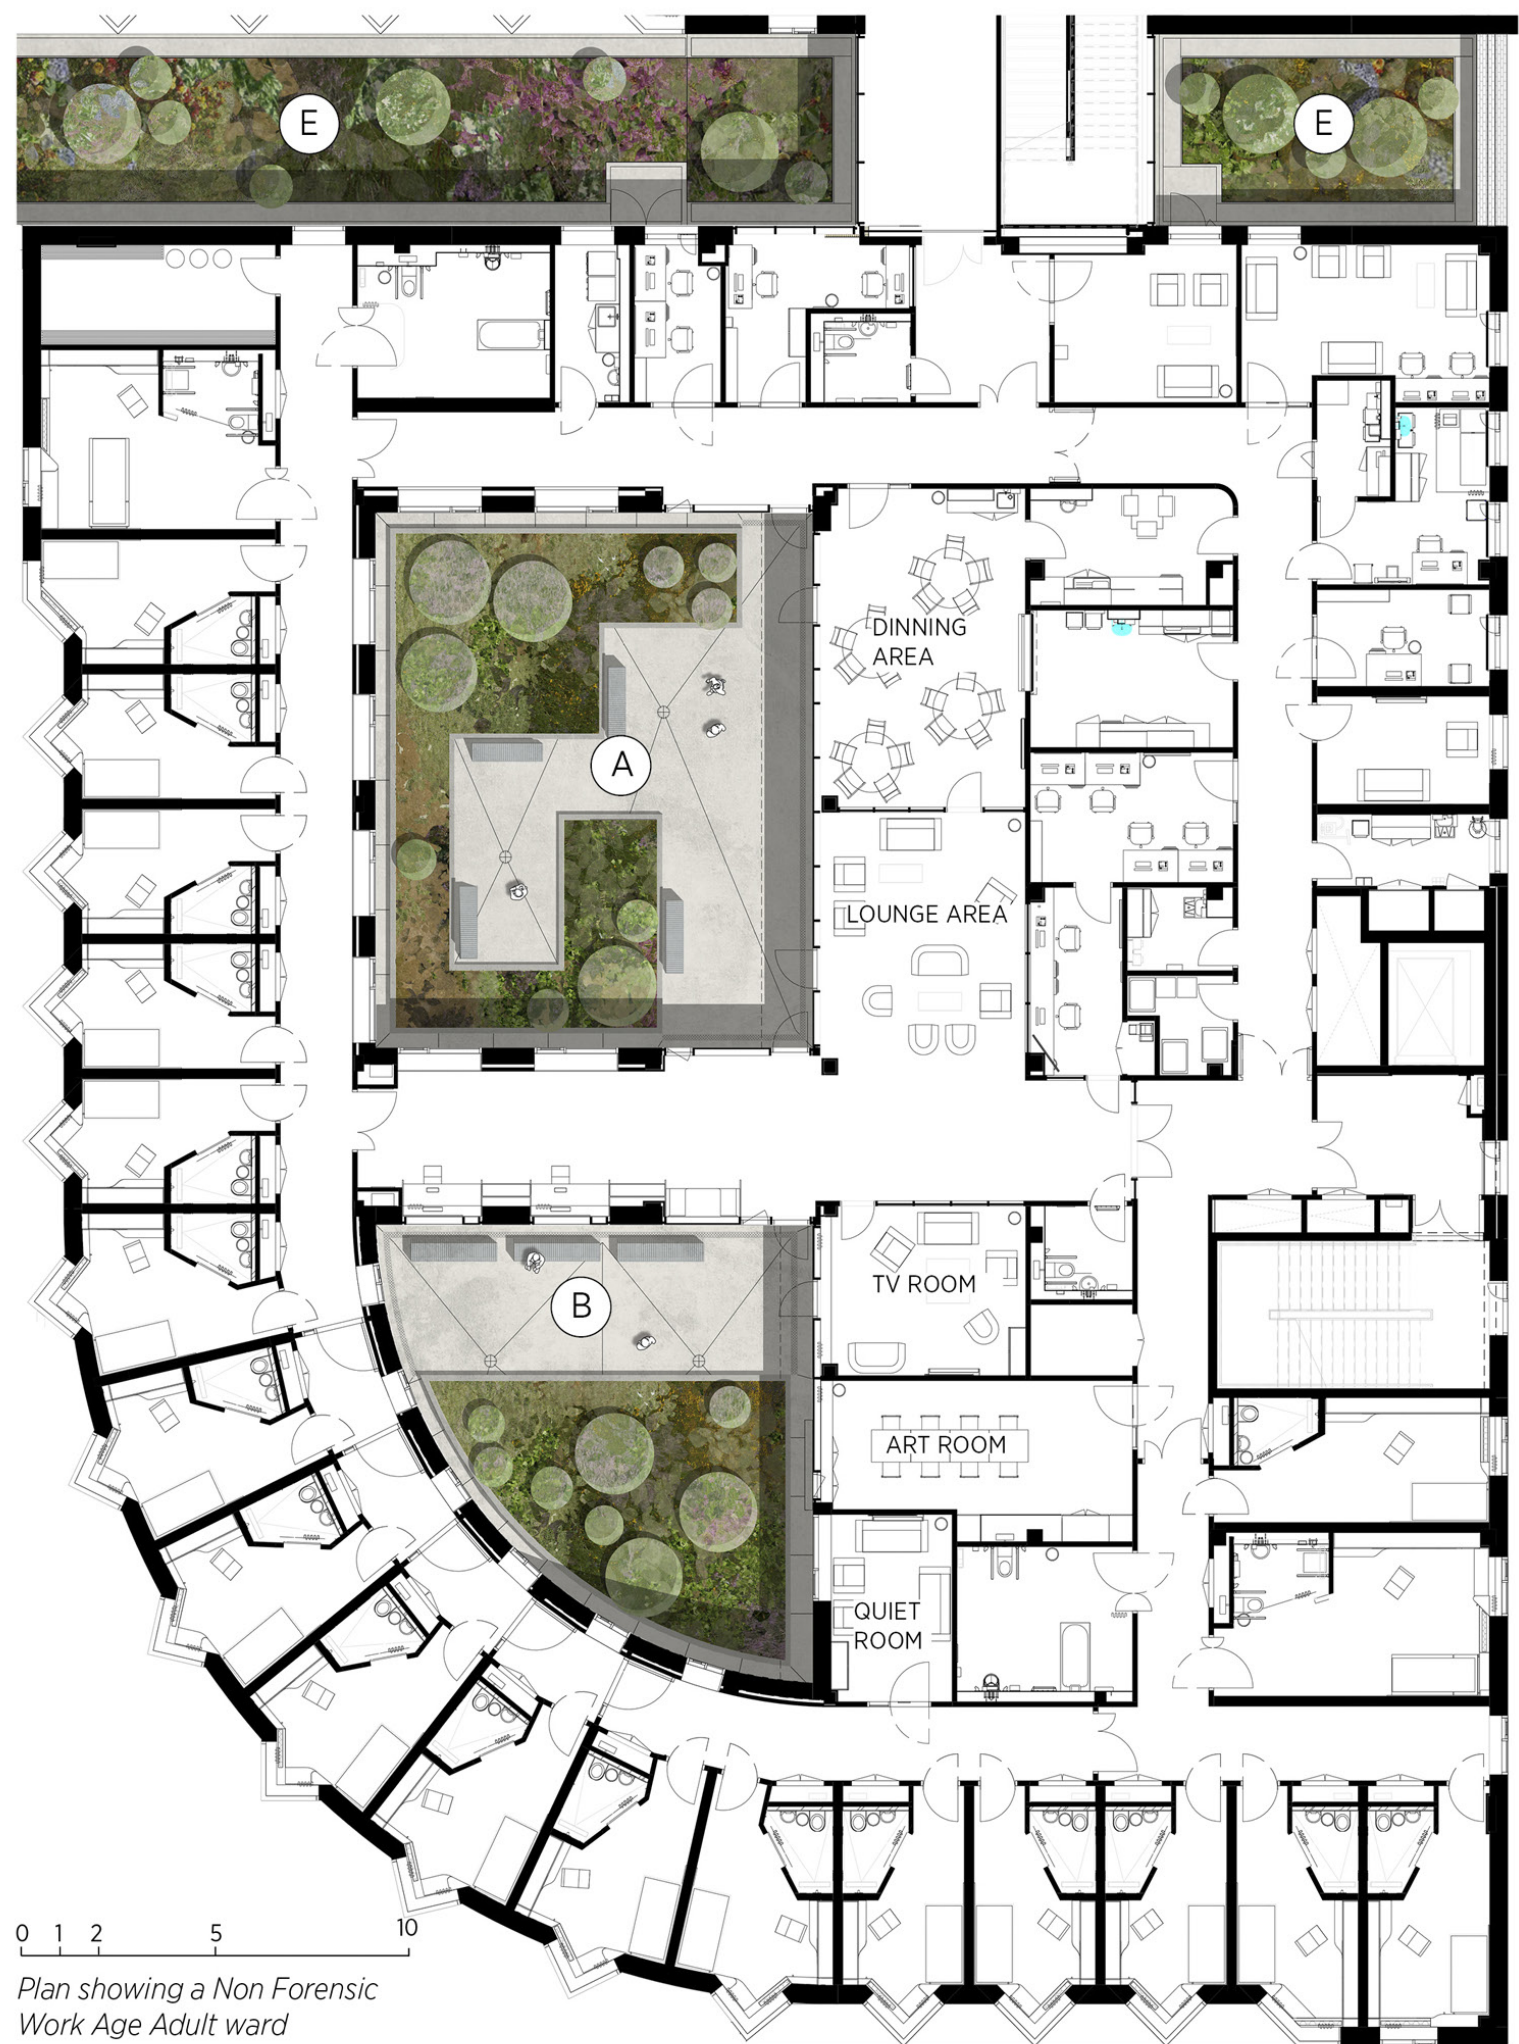 E
E
DINNING
AREA
A
LOUNGE AREA
B
TV ROOM
ART ROOM
QUIET
ROOM
0 1 2 5 10
Plan showing a Non Forensic
Work Age Adult ward